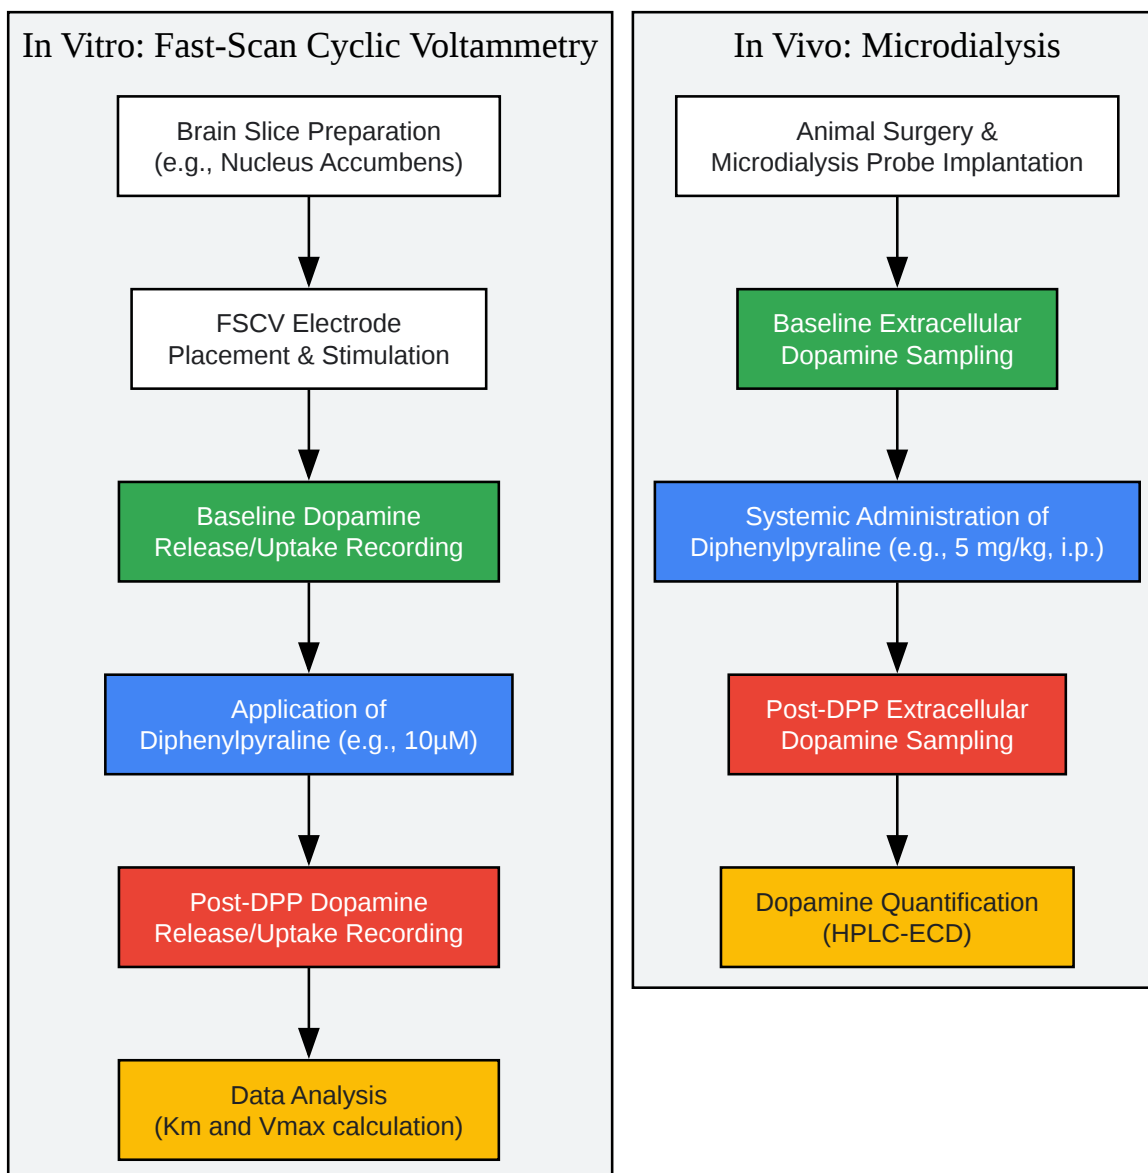 In Vitro: Fast-Scan Cyclic Voltammetry
Brain Slice Preparation
(e.g., Nucleus Accumbens)
FSCV Electrode
Placement & Stimulation
Baseline Dopamine
Release/Uptake Recording
Application of
Diphenylpyraline (e.g., 10µM)
Post-DPP Dopamine
Release/Uptake Recording
Data Analysis
(Km and Vmax calculation)
In Vivo: Microdialysis
Animal Surgery &
Microdialysis Probe Implantation
Baseline Extracellular
Dopamine Sampling
Systemic Administration of
Diphenylpyraline (e.g., 5 mg/kg, i.p.)
Post-DPP Extracellular
Dopamine Sampling
Dopamine Quantification
(HPLC-ECD)